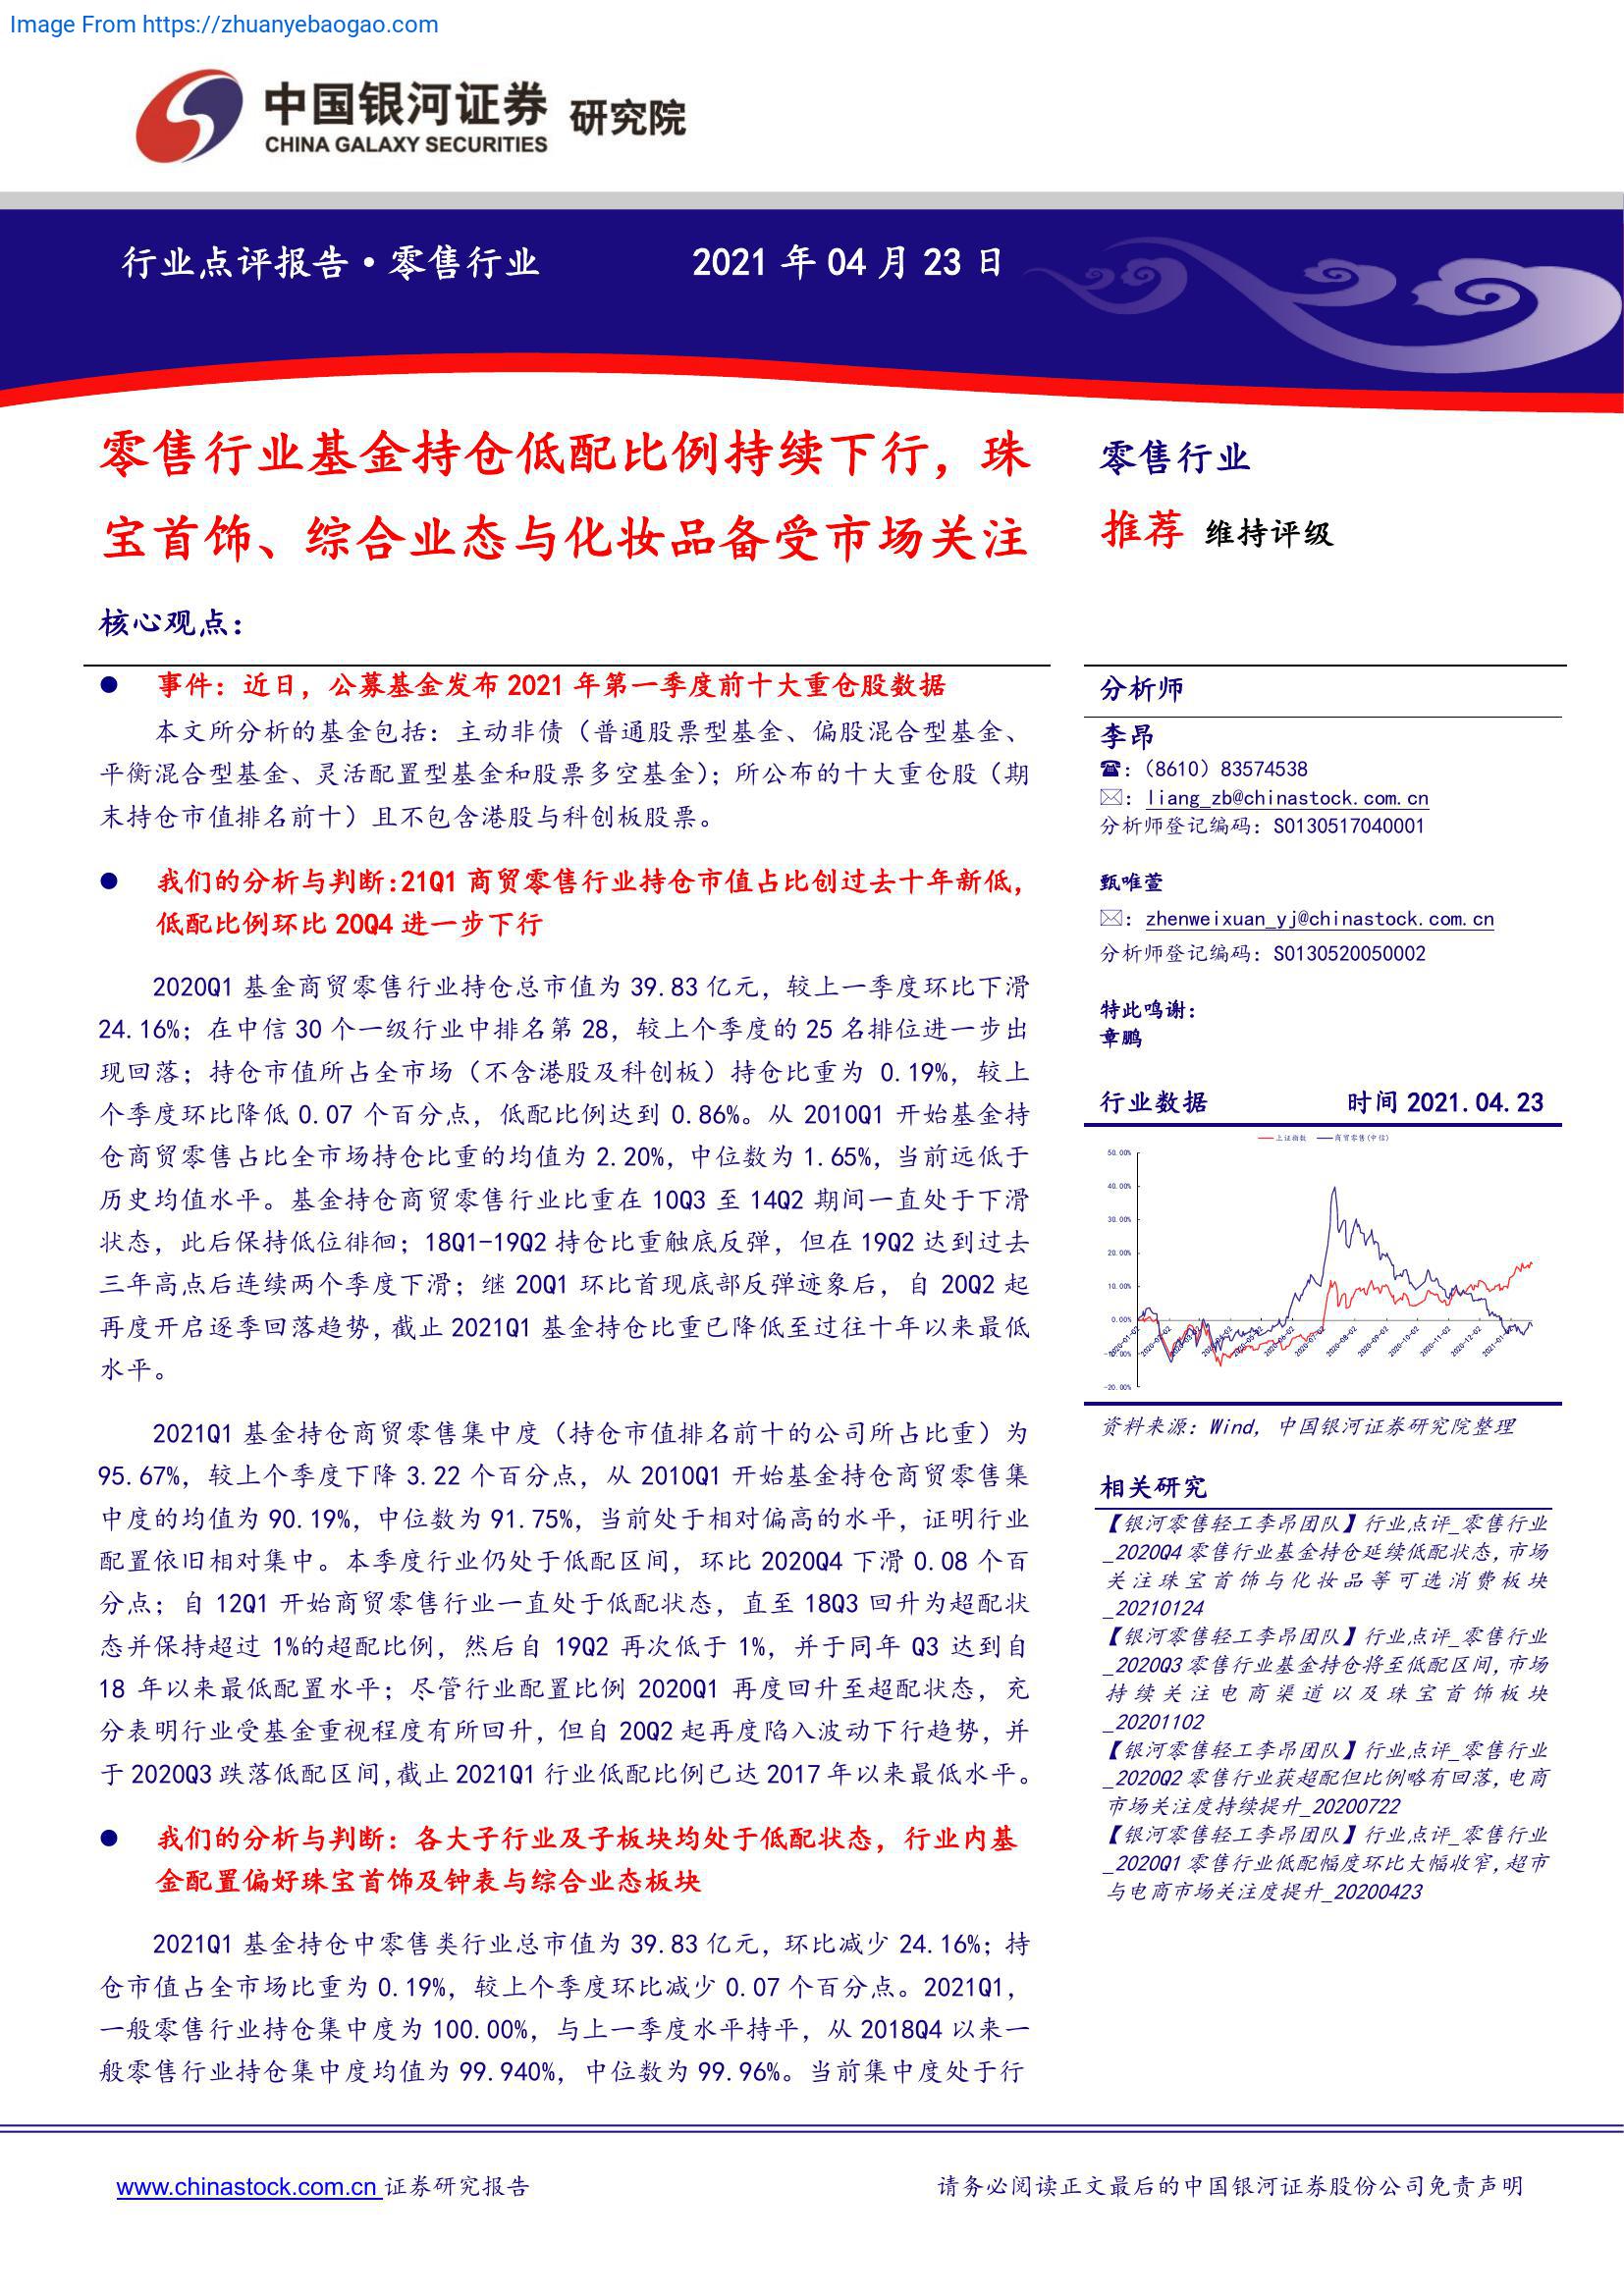 Image From https://zhuanyebaogao.com
中国银河证券 研究院
CHINA GALAXY SECURITIES
行业点评报告·零售行业 2021 年 04 月 23 日
零售行业基金持仓低配比例持续下行，珠
宝首饰、综合业态与化妆品备受市场关注
核心观点：
● 事件：近日，公募基金发布 2021 年第一季度前十大重仓股数据
本文所分析的基金包括：主动非债（普通股票型基金、偏股混合型基金、
平衡混合型基金、灵活配置型基金和股票多空基金）；所公布的十大重仓股（期
末持仓市值排名前十）且不包含港股与科创板股票。
● 我们的分析与判断：21Q1 商贸零售行业持仓市值占比创过去十年新低，
低配比例环比 20Q4 进一步下行
2020Q1 基金商贸零售行业持仓总市值为 39.83 亿元，较上一季度环比下滑
24.16%；在中信 30 个一级行业中排名第 28，较上个季度的 25 名排位进一步出
现回落；持仓市值所占全市场（不含港股及科创板）持仓比重为 0.19%，较上
个季度环比降低 0.07 个百分点，低配比例达到 0.86%。从 2010Q1 开始基金持
仓商贸零售占比全市场持仓比重的均值为 2.20%，中位数为 1.65%，当前远低于
历史均值水平。基金持仓商贸零售行业比重在 10Q3 至 14Q2 期间一直处于下滑
状态，此后保持低位徘徊；18Q1-19Q2 持仓比重触底反弹，但在 19Q2 达到过去
三年高点后连续两个季度下滑；继 20Q1 环比首现底部反弹迹象后，自 20Q2 起
再度开启逐季回落趋势，截止 2021Q1 基金持仓比重已降低至过往十年以来最低
水平。
2021Q1 基金持仓商贸零售集中度（持仓市值排名前十的公司所占比重）为
95.67%，较上个季度下降 3.22 个百分点，从 2010Q1 开始基金持仓商贸零售集
中度的均值为 90.19%，中位数为 91.75%，当前处于相对偏高的水平，证明行业
配置依旧相对集中。本季度行业仍处于低配区间，环比 2020Q4 下滑 0.08 个百
分点；自 12Q1 开始商贸零售行业一直处于低配状态，直至 18Q3 回升为超配状
态并保持超过 1%的超配比例，然后自 19Q2 再次低于 1%，并于同年 Q3 达到自
18 年以来最低配置水平；尽管行业配置比例 2020Q1 再度回升至超配状态，充
分表明行业受基金重视程度有所回升，但自 20Q2 起再度陷入波动下行趋势，并
于 2020Q3 跌落低配区间，截止 2021Q1 行业低配比例已达 2017 年以来最低水平。
● 我们的分析与判断：各大子行业及子板块均处于低配状态，行业内基
金配置偏好珠宝首饰及钟表与综合业态板块
2021Q1 基金持仓中零售类行业总市值为 39.83 亿元，环比减少 24.16%；持
仓市值占全市场比重为 0.19%，较上个季度环比减少 0.07 个百分点。2021Q1，
一般零售行业持仓集中度为 100.00%，与上一季度水平持平，从 2018Q4 以来一
般零售行业持仓集中度均值为 99.940%，中位数为 99.96%。当前集中度处于行
零售行业
推荐 维持评级
分析师
李昂
☎：（8610）83574538
✉：liang_zb@chinastock.com.cn
分析师登记编码：S0130517040001
甄唯萱
✉：zhenweixuan_yj@chinastock.com.cn
分析师登记编码：S0130520050002
特此鸣谢：
章鹏
行业数据 时间 2021.04.23
上证指数 商贸零售(中信)
50.00%
40.00%
30.00%
20.00%
10.00%
0.00%
-10.00%
-20.00%
2020-01-02 2020-02-02 2020-03-02 2020-04-02 2020-05-02 2020-06-02 2020-07-02 2020-08-02 2020-09-02 2020-10-02 2020-11-02 2020-12-02 2021-01-02
资料来源：Wind，中国银河证券研究院整理
相关研究
【银河零售轻工李昂团队】行业点评_零售行业
_2020Q4 零售行业基金持仓延续低配状态，市场
关注珠宝首饰与化妆品等可选消费板块
_20210124
【银河零售轻工李昂团队】行业点评_零售行业
_2020Q3 零售行业基金持仓将至低配区间，市场
持续关注电商渠道以及珠宝首饰板块
_20201102
【银河零售轻工李昂团队】行业点评_零售行业
_2020Q2 零售行业获超配但比例略有回落，电商
市场关注度持续提升_20200722
【银河零售轻工李昂团队】行业点评_零售行业
_2020Q1 零售行业低配幅度环比大幅收窄，超市
与电商市场关注度提升_20200423
www.chinastock.com.cn 证券研究报告
请务必阅读正文最后的中国银河证券股份公司免责声明